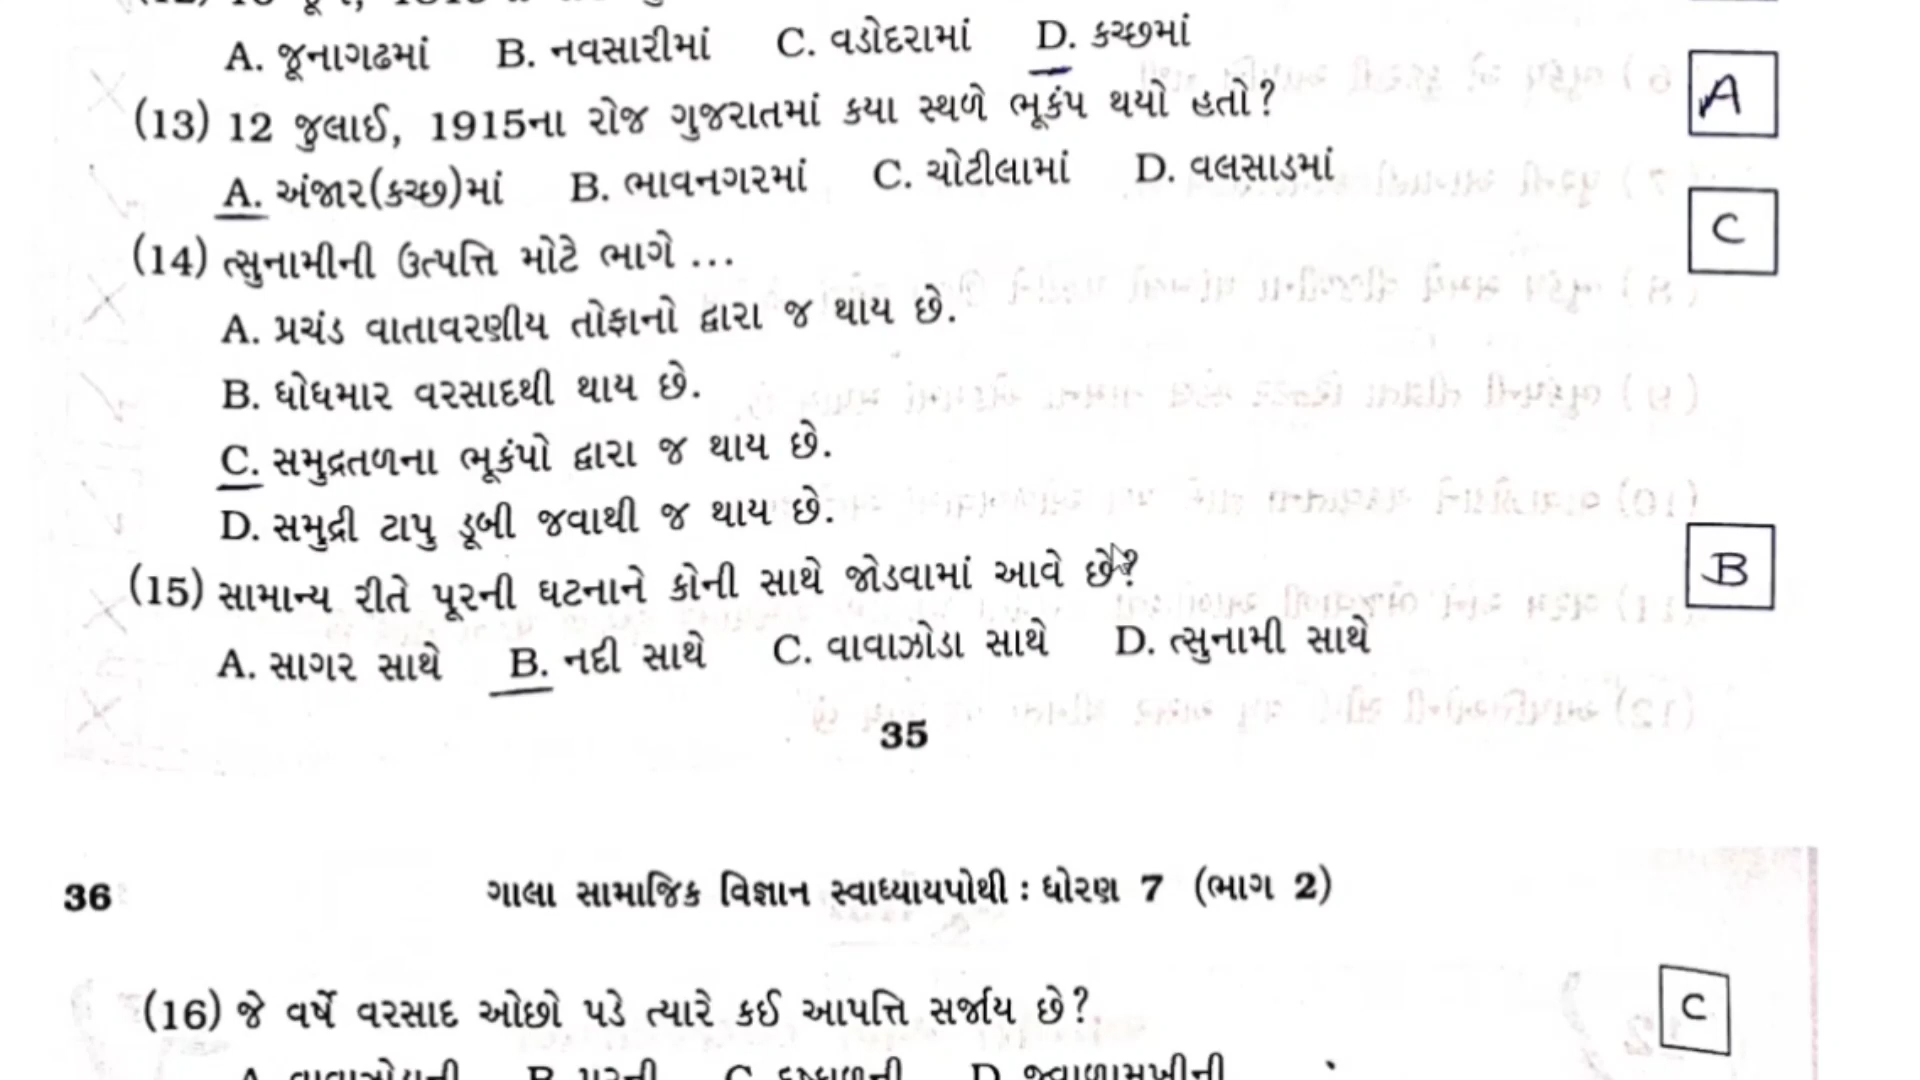 A. જૂનાગઢમાં B. નવસારીમાં C. વડોદરામાં D. કચ્છમાં
(13) 12 જુલાઈ, 1915ના રોજ ગુજરાતમાં કયા સ્થળે ભૂકંપ થયો હતો? A
A. અંજાર(કચ્છ)માં B. ભાવનગરમાં C. ચોટીલામાં D. વલસાડમાં
(14) ત્સુનામીની ઉત્પત્તિ મોટે ભાગે ... C
A. પ્રચંડ વાતાવરણીય તોફાનો દ્વારા જ થાય છે.
B. ધોધમાર વરસાદથી થાય છે.
C. સમુદ્રતળના ભૂકંપો દ્વારા જ થાય છે.
D. સમુદ્રી ટાપુ ડૂબી જવાથી જ થાય છે.
(15) સામાન્ય રીતે પૂરની ઘટનાને કોની સાથે જોડવામાં આવે છે? B
A. સાગર સાથે B. નદી સાથે C. વાવાઝોડા સાથે D. ત્સુનામી સાથે
35
36 ગાલા સામાજિક વિજ્ઞાન સ્વાધ્યાયપોથી : ધોરણ 7 (ભાગ 2)
(16) જે વર્ષે વરસાદ ઓછો પડે ત્યારે કઈ આપત્તિ સર્જાય છે? C